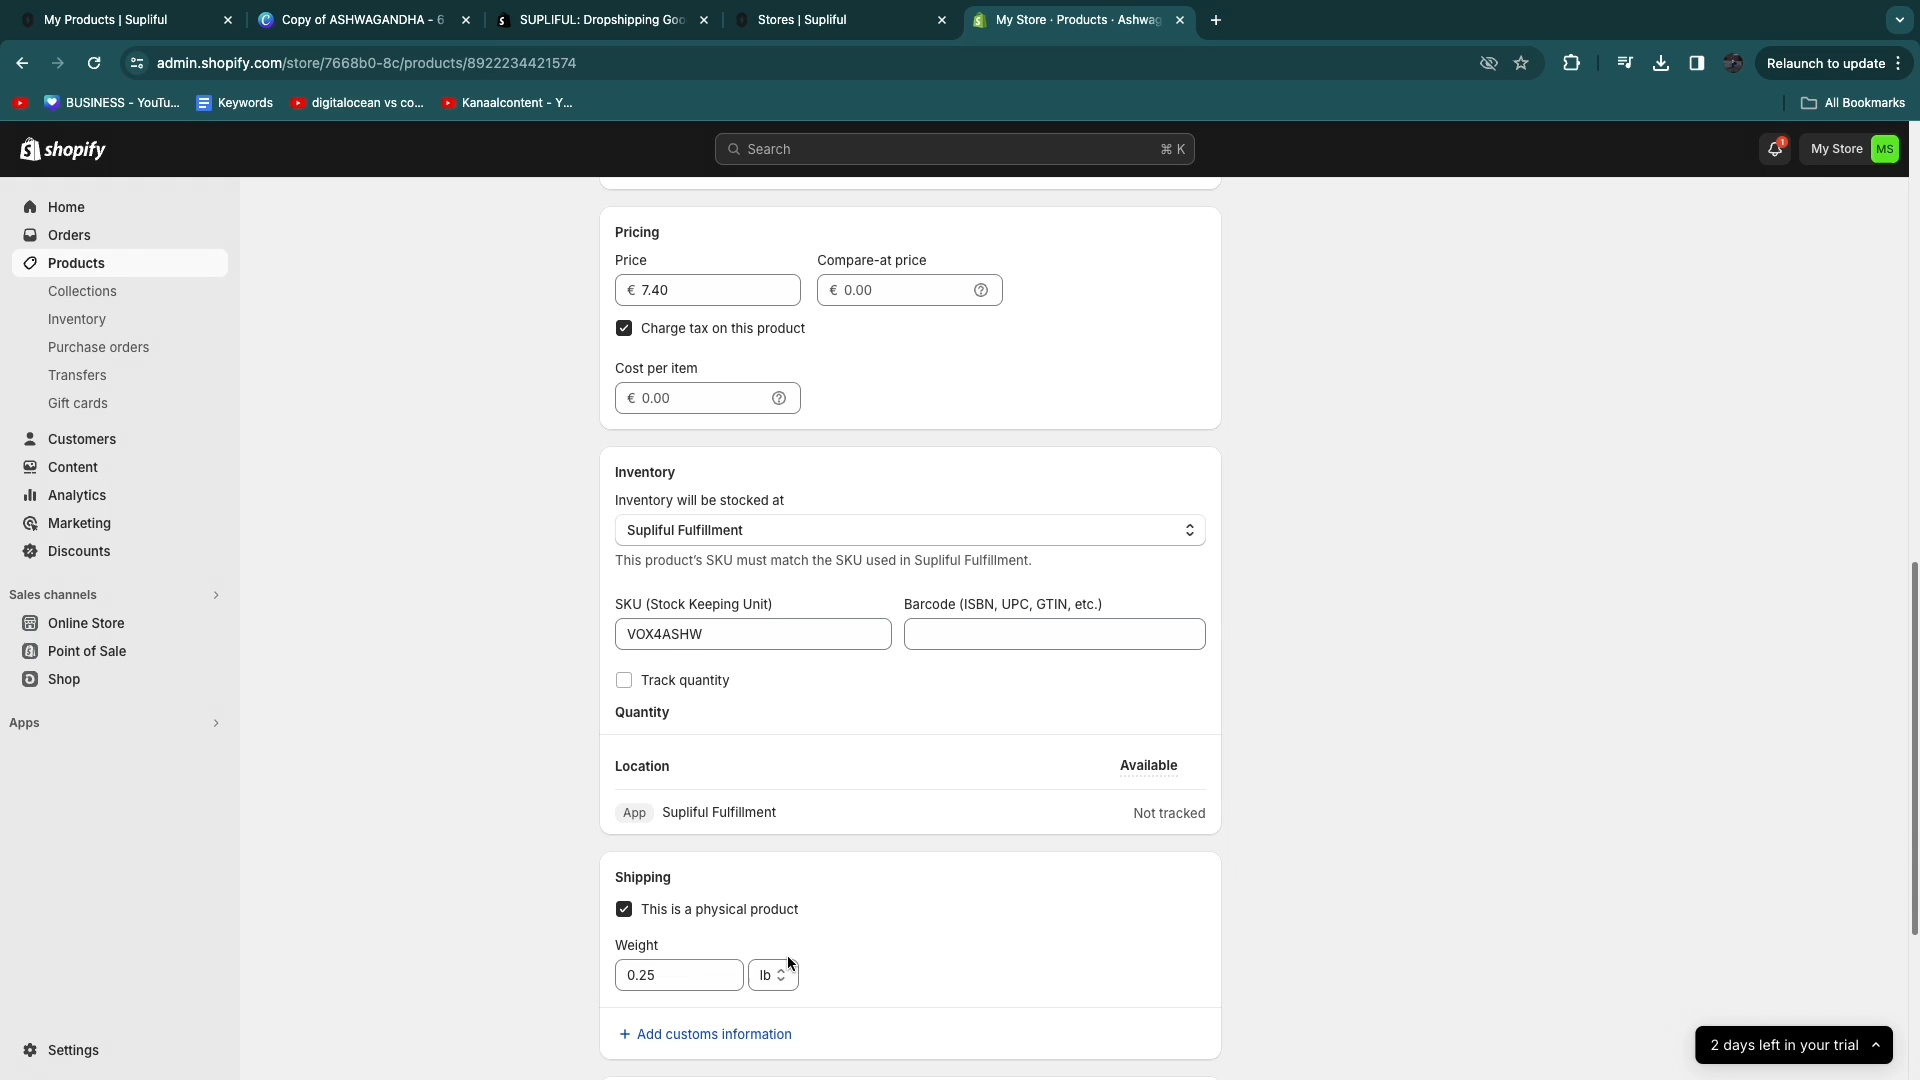 My Products | Supliful
Copy of ASHWAGANDHA - 6
SUPLIFUL: Dropshipping Goo
Stores | Supliful
My Store · Products · Ashwag
admin.shopify.com/store/7668b0-8c/products/8922234421574
Relaunch to update
BUSINESS - YouTu...
Keywords
digitalocean vs co...
Kanaalcontent - Y...
All Bookmarks
shopify
Search
⌘ K
1
My Store
MS
Home
Orders
Products
Collections
Inventory
Purchase orders
Transfers
Gift cards
Customers
Content
Analytics
Marketing
Discounts
Sales channels
Online Store
Point of Sale
Shop
Apps
Settings
Pricing
Price
Compare-at price
€ 7.40
€ 0.00
Charge tax on this product
Cost per item
€ 0.00
Inventory
Inventory will be stocked at
Supliful Fulfillment
This product's SKU must match the SKU used in Supliful Fulfillment.
SKU (Stock Keeping Unit)
Barcode (ISBN, UPC, GTIN, etc.)
VOX4ASHW
Track quantity
Quantity
Location
Available
App Supliful Fulfillment
Not tracked
Shipping
This is a physical product
Weight
0.25
lb
+ Add customs information
2 days left in your trial